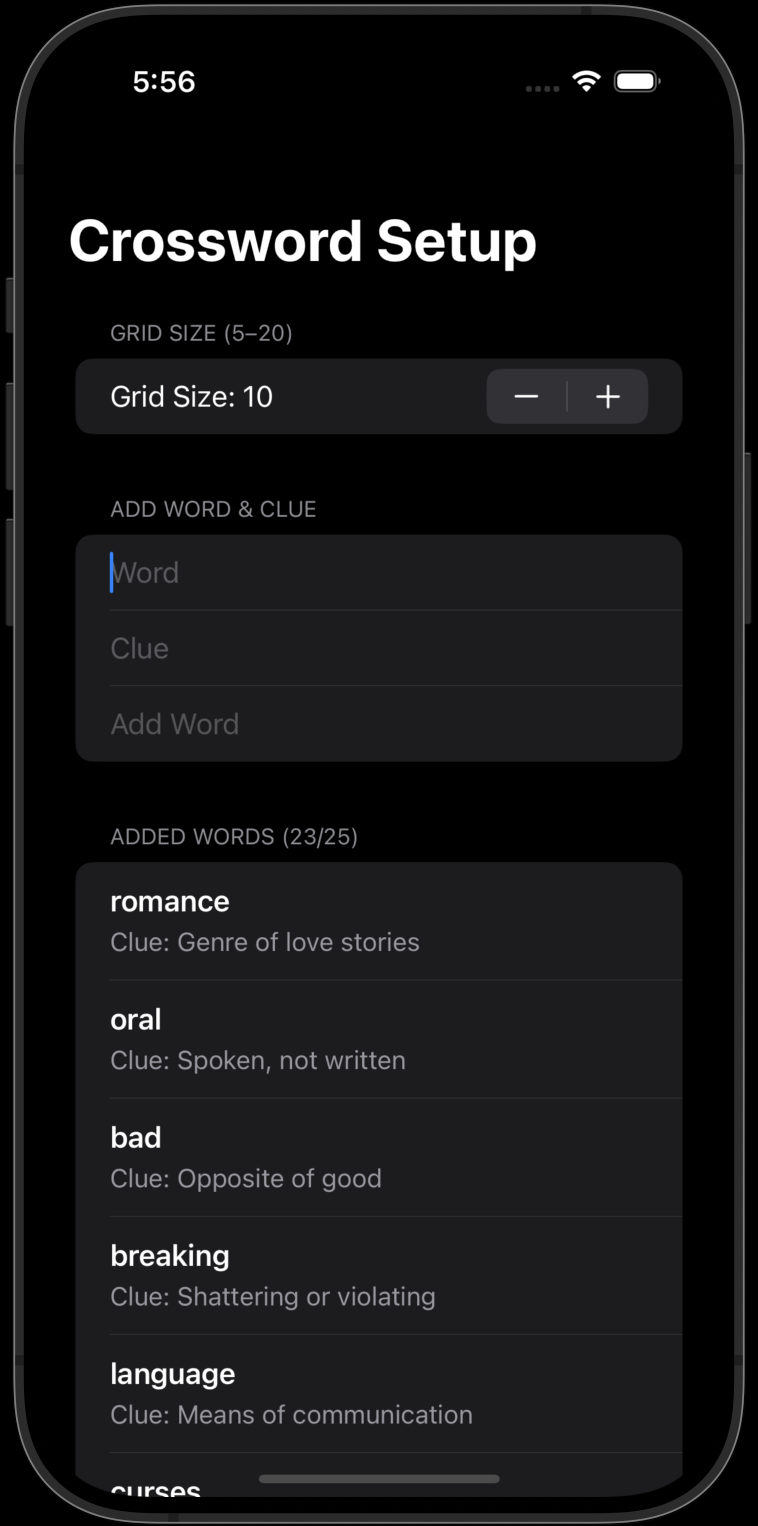 5:56
Crossword Setup
GRID SIZE (5–20)
Grid Size: 10
ADD WORD & CLUE
Word
Clue
Add Word
ADDED WORDS (23/25)
romance
Clue: Genre of love stories
oral
Clue: Spoken, not written
bad
Clue: Opposite of good
breaking
Clue: Shattering or violating
language
Clue: Means of communication
curses